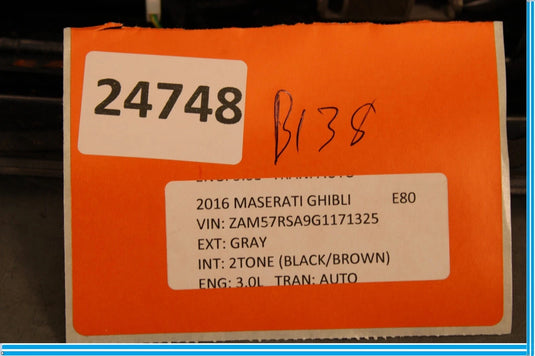 24748
B138
2016 MASERATI GHIBLI E80
VIN: ZAM57RSA9G1171325
EXT: GRAY
INT: 2TONE (BLACK/BROWN)
ENG: 3.0L TRAN: AUTO